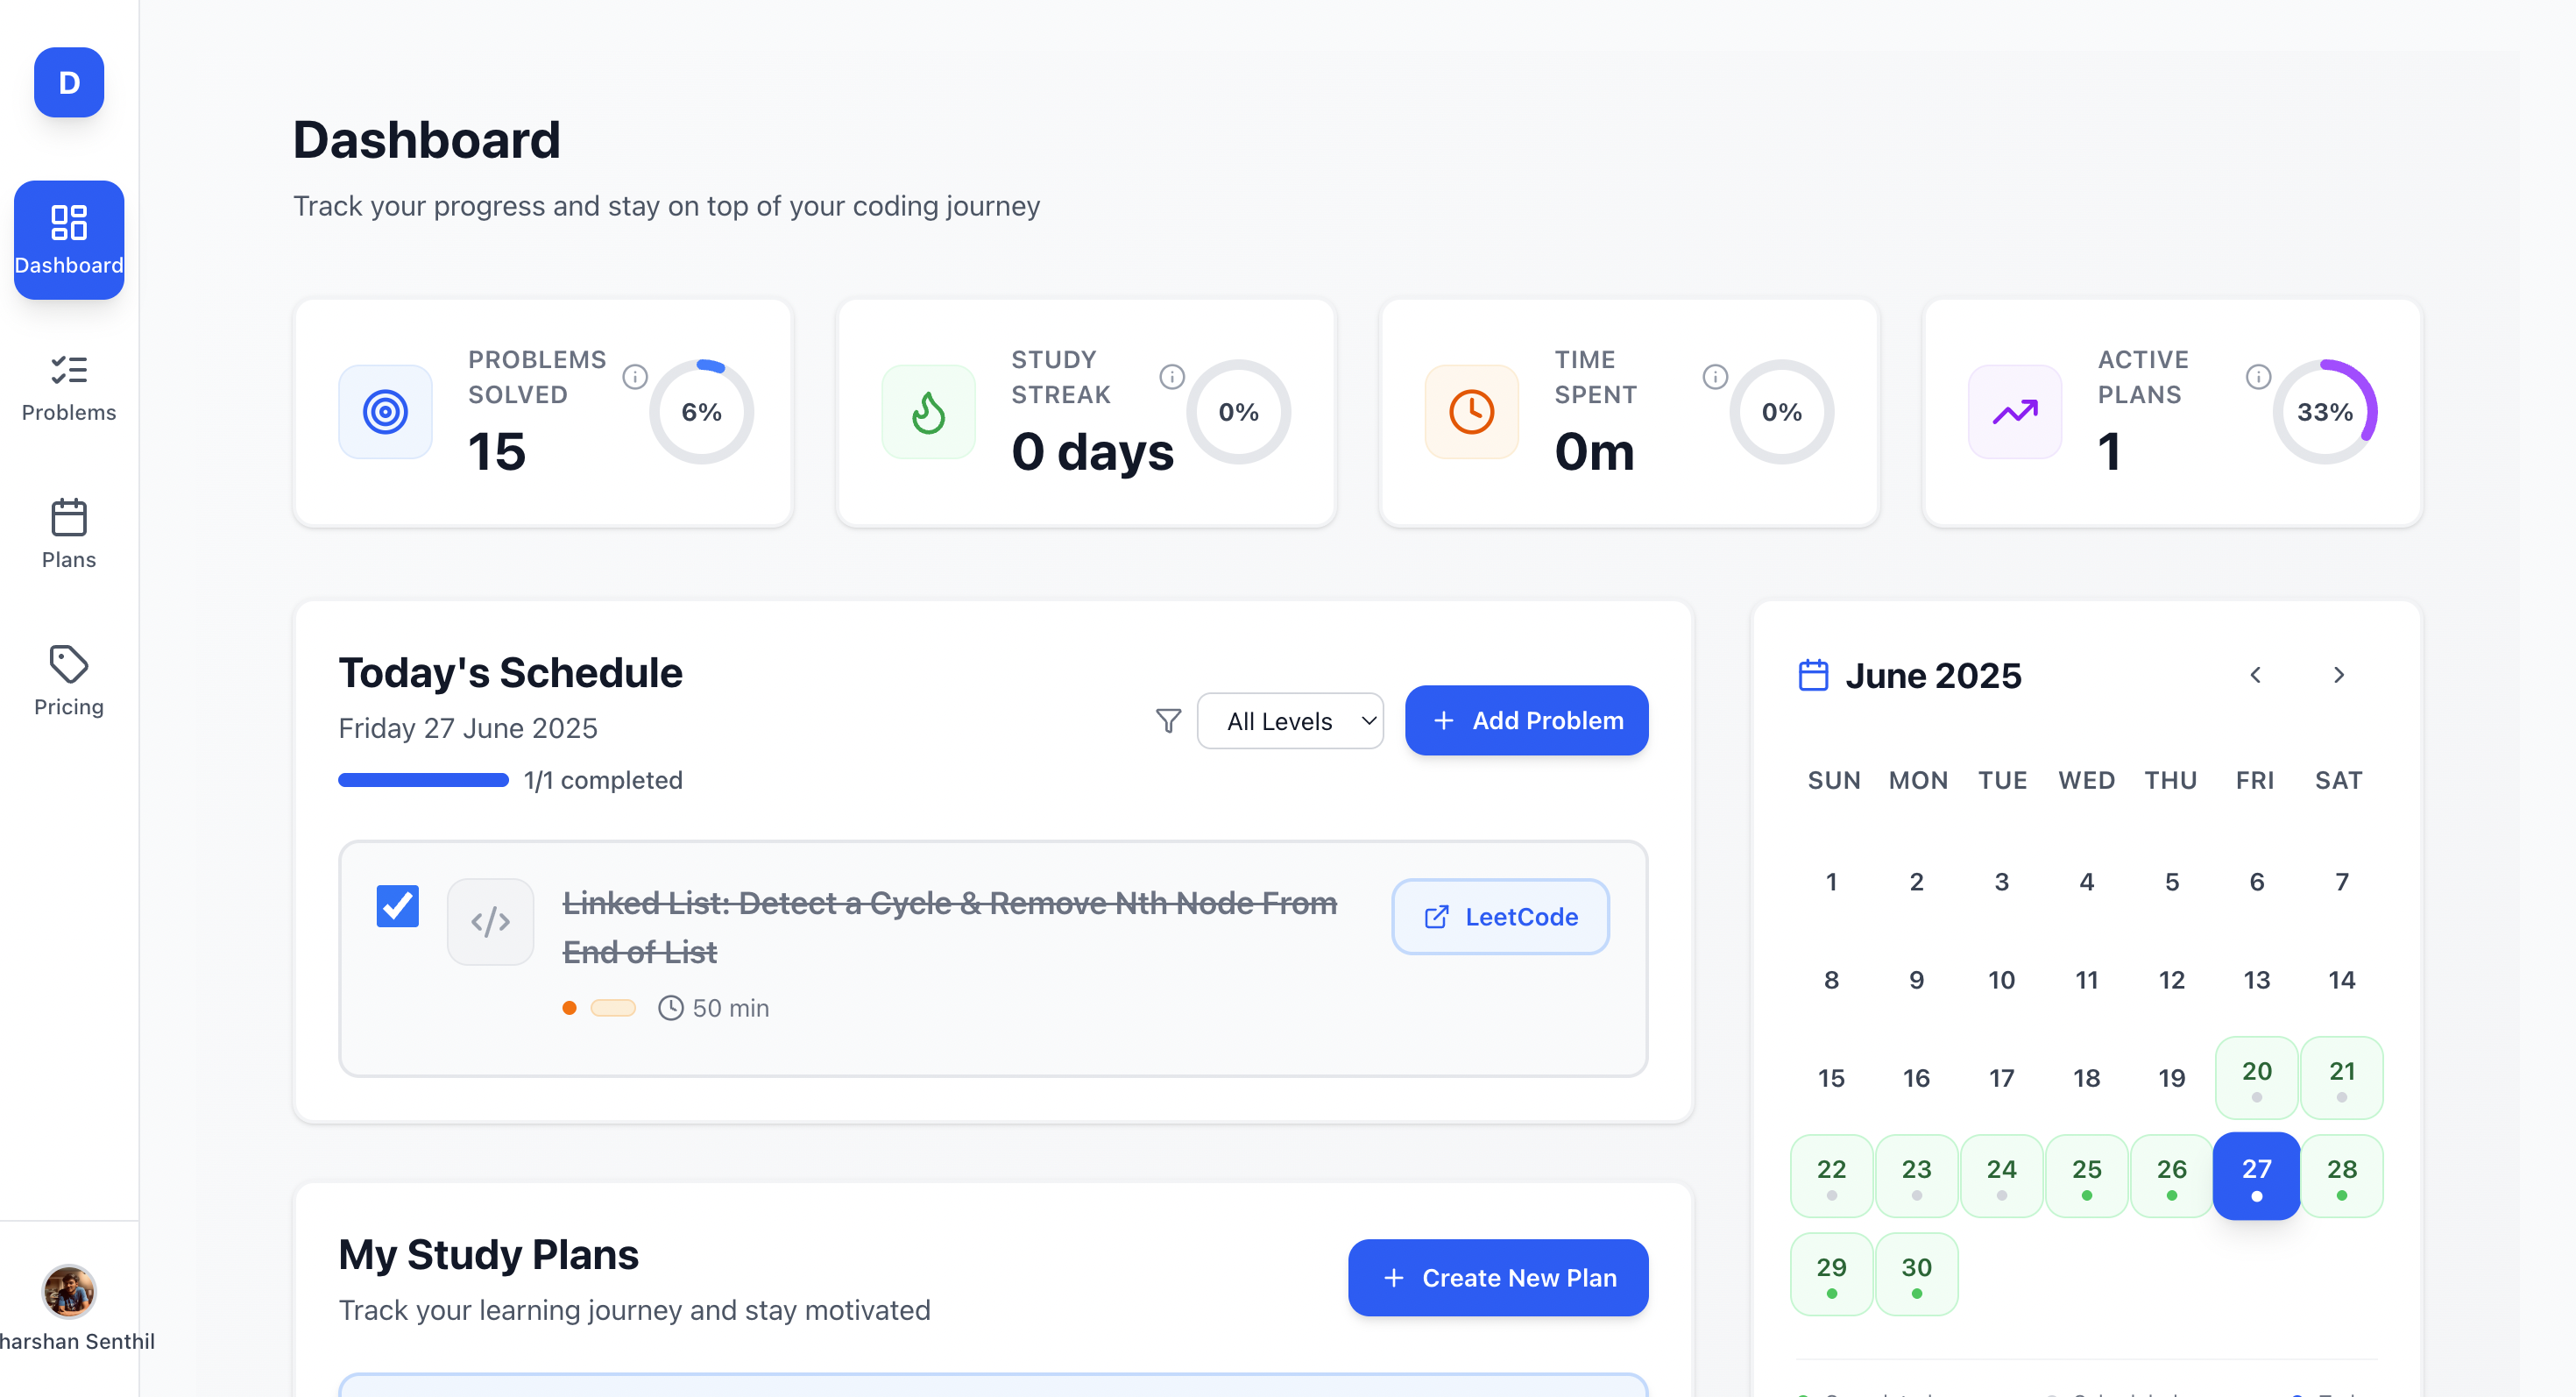 D
Dashboard
Problems
Plans
Pricing
harshan Senthil
Dashboard
Track your progress and stay on top of your coding journey
PROBLEMS
SOLVED
15
6%
STUDY
STREAK
0 days
0%
TIME
SPENT
0m
0%
ACTIVE
PLANS
1
33%
Today's Schedule
Friday 27 June 2025
1/1 completed
All Levels
Add Problem
Linked List: Detect a Cycle & Remove Nth Node From
End of List
50 min
LeetCode
My Study Plans
Track your learning journey and stay motivated
Create New Plan
June 2025
SUN MON TUE WED THU FRI SAT
1 2 3 4 5 6 7
8 9 10 11 12 13 14
15 16 17 18 19 20 21
22 23 24 25 26 27 28
29 30